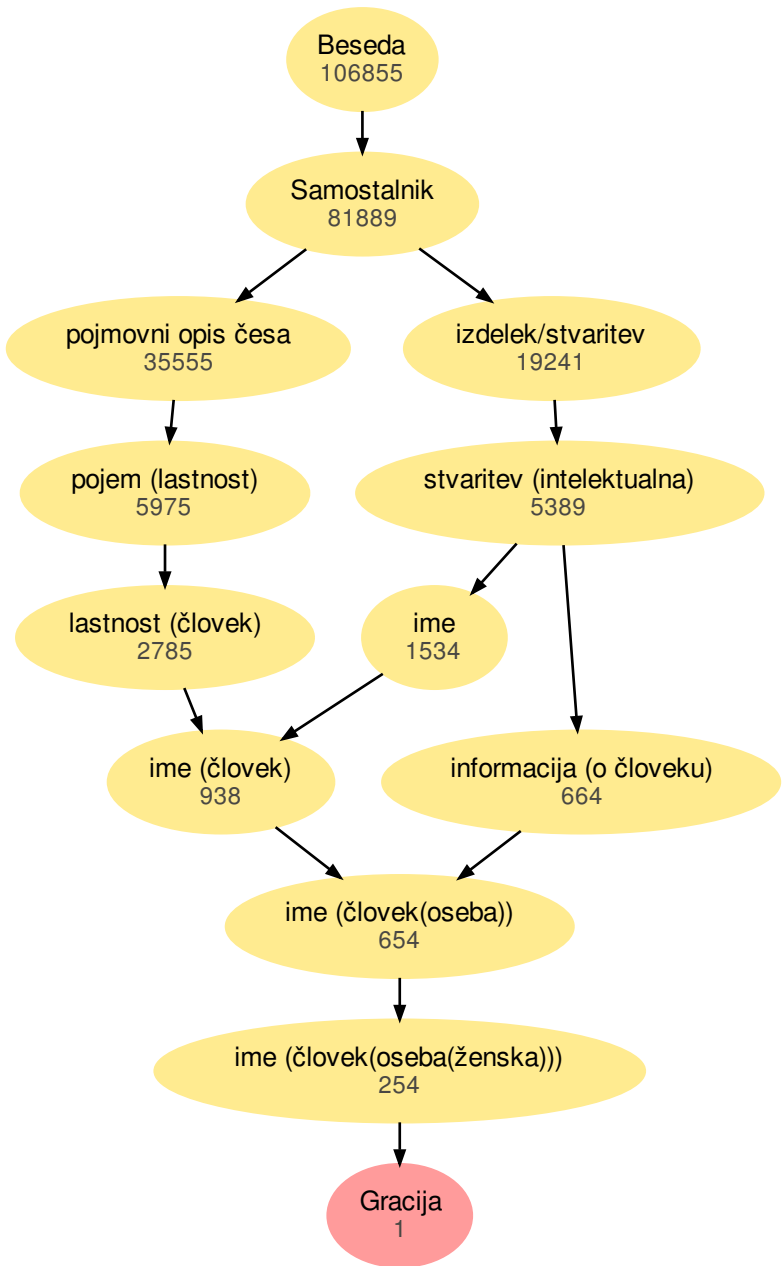 Beseda
106855
Samostalnik
81889
pojmovni opis česa
35555
izdelek/stvaritev
19241
pojem (lastnost)
5975
stvaritev (intelektualna)
5389
lastnost (človek)
2785
ime
1534
ime (človek)
938
informacija (o človeku)
664
ime (človek(oseba))
654
ime (človek(oseba(ženska)))
254
Gracija
1